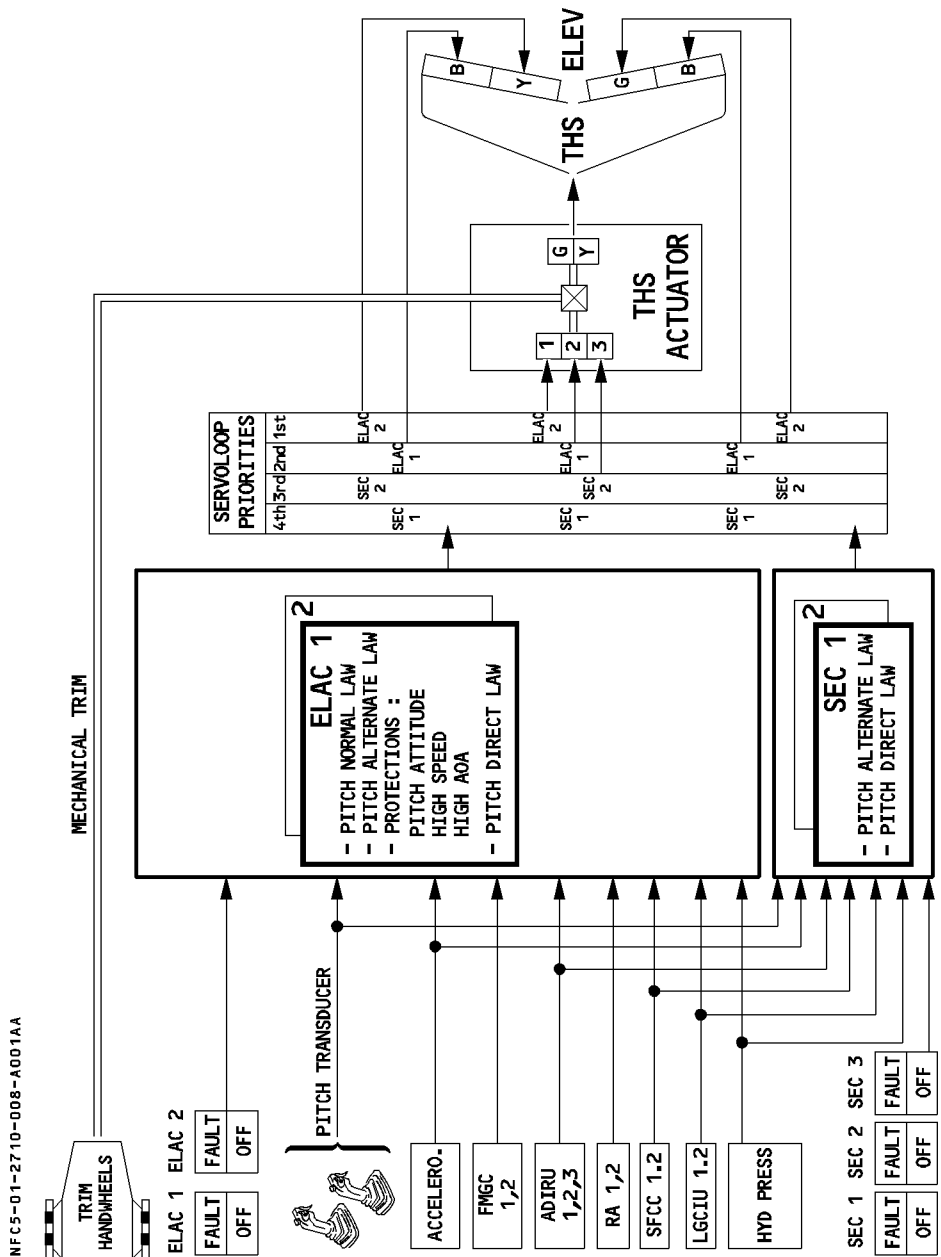 NFC5-01-2710-008-A001AA
TRIM
HANDWHEELS
MECHANICAL TRIM
ELAC 1
FAULT
OFF
ELAC 2
FAULT
OFF
PITCH TRANSDUCER
ACCELERO.
FMGC
1,2
ADIRU
1,2,3
RA 1,2
SFCC 1.2
LGCIU 1.2
HYD PRESS
SEC 1
FAULT
OFF
SEC 2
FAULT
OFF
SEC 3
FAULT
OFF
2
ELAC 1
- PITCH NORMAL LAW
- PITCH ALTERNATE LAW
- PROTECTIONS :
PITCH ATTITUDE
HIGH SPEED
HIGH AOA
- PITCH DIRECT LAW
2
SEC 1
- PITCH ALTERNATE LAW
- PITCH DIRECT LAW
SERVOLOOP
PRIORITIES
4th 3rd 2nd 1st
SEC
1
SEC
2
ELAC
1
ELAC
2
SEC
1
SEC
2
ELAC
1
ELAC
2
SEC
1
SEC
2
ELAC
1
ELAC
2
1
2
3
G
Y
THS
ACTUATOR
THS
ELEV
B
Y
G
B